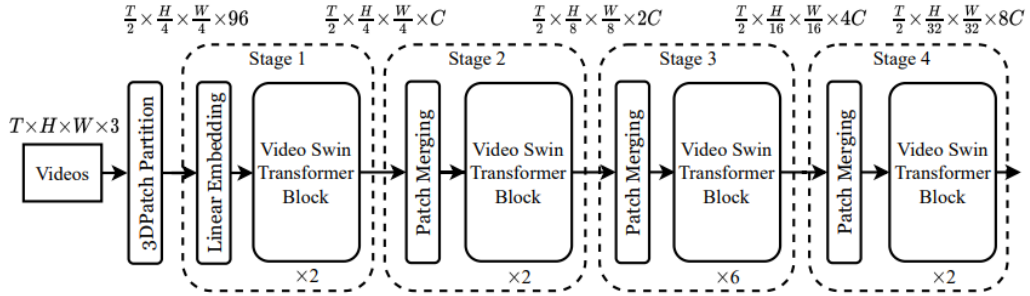 T/2 × H/4 × W/4 × 96
T/2 × H/4 × W/4 × C
T/2 × H/8 × W/8 × 2C
T/2 × H/16 × W/16 × 4C
T/2 × H/32 × W/32 × 8C
Stage 1
Stage 2
Stage 3
Stage 4
T×H×W×3
Videos
3DPatch Partition
Linear Embedding
Video Swin
Transformer
Block
×2
Patch Merging
Video Swin
Transformer
Block
×2
Patch Merging
Video Swin
Transformer
Block
×6
Patch Merging
Video Swin
Transformer
Block
×2